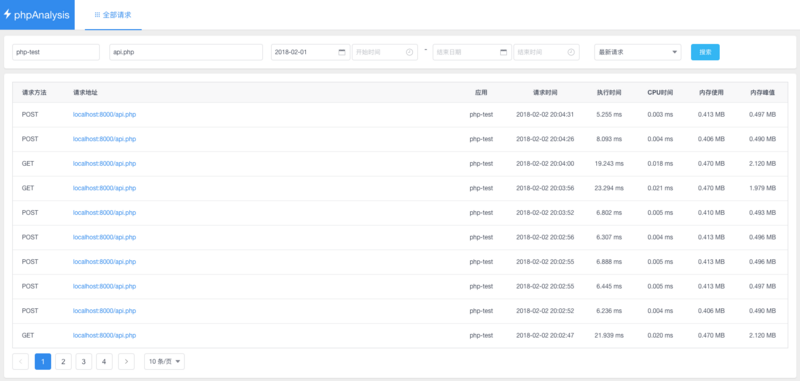 phpAnalysis 全部请求
php-test api.php 2018-02-01 开始时间 - 结束日期 结束时间 最新请求 搜索
请求方法 请求地址 应用 请求时间 执行时间 CPU时间 内存使用 内存峰值
POST localhost:8000/api.php php-test 2018-02-02 20:04:31 5.255 ms 0.003 ms 0.413 MB 0.497 MB
POST localhost:8000/api.php php-test 2018-02-02 20:04:26 8.093 ms 0.004 ms 0.406 MB 0.490 MB
GET localhost:8000/api.php php-test 2018-02-02 20:04:00 19.243 ms 0.018 ms 0.470 MB 2.120 MB
GET localhost:8000/api.php php-test 2018-02-02 20:03:56 23.294 ms 0.021 ms 0.470 MB 1.979 MB
POST localhost:8000/api.php php-test 2018-02-02 20:03:52 6.802 ms 0.005 ms 0.410 MB 0.493 MB
POST localhost:8000/api.php php-test 2018-02-02 20:02:56 6.307 ms 0.004 ms 0.413 MB 0.496 MB
POST localhost:8000/api.php php-test 2018-02-02 20:02:55 6.888 ms 0.005 ms 0.413 MB 0.496 MB
POST localhost:8000/api.php php-test 2018-02-02 20:02:55 6.445 ms 0.005 ms 0.413 MB 0.497 MB
POST localhost:8000/api.php php-test 2018-02-02 20:02:52 6.236 ms 0.004 ms 0.406 MB 0.490 MB
GET localhost:8000/api.php php-test 2018-02-02 20:02:47 21.939 ms 0.020 ms 0.470 MB 2.120 MB
1 2 3 4 10 条/页